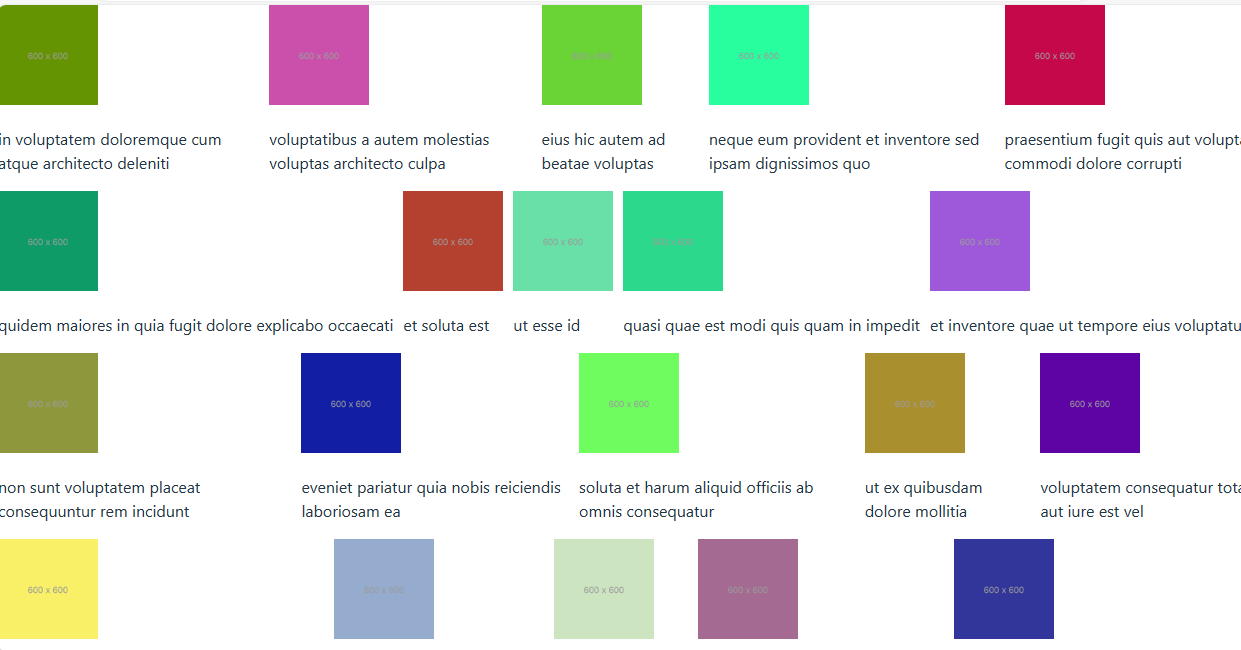 600 x 600
600 x 600
600 x 600
600 x 600
600 x 600
in voluptatem doloremque cum
atque architecto deleniti
voluptatibus a autem molestias
voluptas architecto culpa
eius hic autem ad
beatae voluptas
neque eum provident et inventore sed
ipsam dignissimos quo
praesentium fugit quis aut
commodi dolore corrupti
600 x 600
600 x 600
600 x 600
600 x 600
600 x 600
quidem maiores in quia fugit dolore explicabo occaecati
et soluta est
ut esse id
quasi quae est modi quis quam in impedit
et inventore quae ut tempore eius
600 x 600
600 x 600
600 x 600
600 x 600
600 x 600
non sunt voluptatem placeat
consequuntur rem incidunt
eveniet pariatur quia nobis reiciendis
laboriosam ea
soluta et harum aliquid officiis ab
omnis consequatur
ut ex quibusdam
dolore mollitia
voluptatem consequatur
aut iure est vel
600 x 600
600 x 600
600 x 600
600 x 600
600 x 600